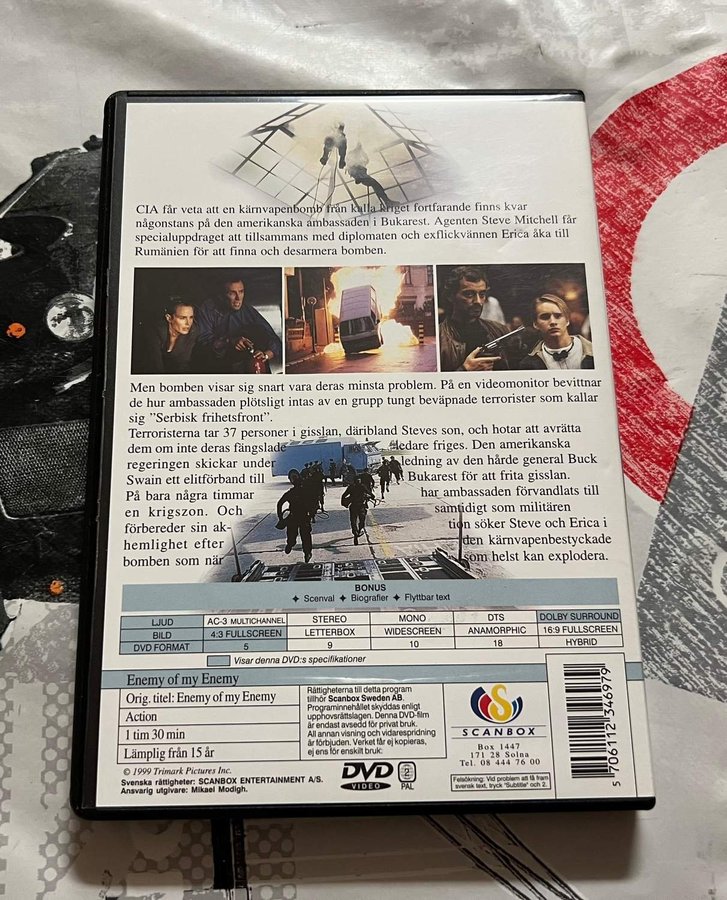 CIA får veta att en kärnvapenbomb från kalla kriget fortfarande finns kvar
någonstans på den amerikanska ambassaden i Bukarest. Agenten Steve Mitchell får
specialuppdraget att tillsammans med diplomaten och exflickvännen Erica åka till
Rumänien för att finna och desarmera bomben.
Men bomben visar sig snart vara deras minsta problem. På en videomonitor bevittnar
de hur ambassaden plötsligt intas av en grupp tungt beväpnade terrorister som kallar
sig "Serbisk frihetsfront".
Terroristerna tar 37 personer i gisslan, däribland Steves son, och hotar att avrätta
dem om inte deras fängslade ledare friges. Den amerikanska
regeringen skickar under ledning av den hårde general Buck
Swain ett elitförband till Bukarest för att frita gisslan.
På bara några timmar har ambassaden förvandlats till
en krigszon. Och samtidigt som militären
förbereder sin ak- tion söker Steve och Erica i
hemlighet efter den kärnvapenbestyckade
bomben som när som helst kan explodera.
BONUS
✦ Scenval ✦ Biografier ✦ Flyttbar text
LJUD AC-3 MULTICHANNEL STEREO MONO DTS DOLBY SURROUND
BILD 4:3 FULLSCREEN LETTERBOX WIDESCREEN ANAMORPHIC 16:9 FULLSCREEN
DVD FORMAT 5 9 10 18 HYBRID
Visar denna DVD:s specifikationer
Enemy of my Enemy
Orig. titel: Enemy of my Enemy
Action
1 tim 30 min
Lämplig från 15 år
© 1999 Trimark Pictures Inc.
Svenska rättigheter: SCANBOX ENTERTAINMENT A/S.
Ansvarig utgivare: Mikael Modigh.
Rättigheterna till detta program
tillhör Scanbox Sweden AB.
Programinnehållet skyddas enligt
upphovsrättslagen. Denna DVD-film
är endast avsedd för privat bruk.
All annan visning och vidarespridning
är förbjuden. Verket får ej kopieras,
ej ens för enskilt bruk.
DVD
VIDEO
2
PAL
SCANBOX
Box 1447
171 28 Solna
Tel. 08 444 76 00
Felsökning: Vid problem att få fram
svensk text, tryck "Subtitle" och 2.
5 706112 346979